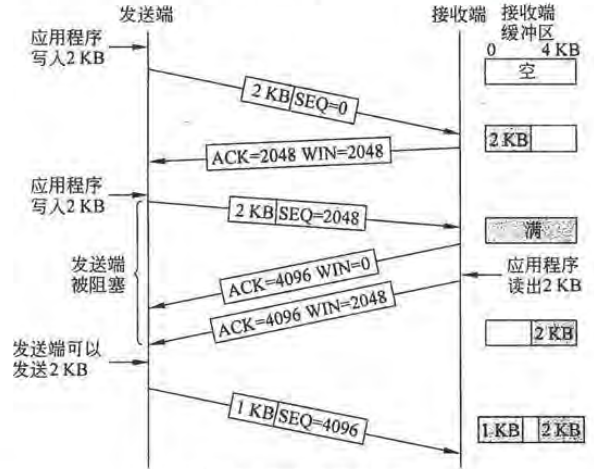 发送端
接收端
接收端
缓冲区
0 4 KB
应用程序
写入2 KB
空
2 KB SEQ=0
2 KB
ACK=2048 WIN=2048
应用程序
写入2 KB
2 KB SEQ=2048
满
发送端
被阻塞
ACK=4096 WIN=0
应用程序
读出2 KB
ACK=4096 WIN=2048
2 KB
发送端可以
发送2 KB
1 KB SEQ=4096
1 KB 2 KB